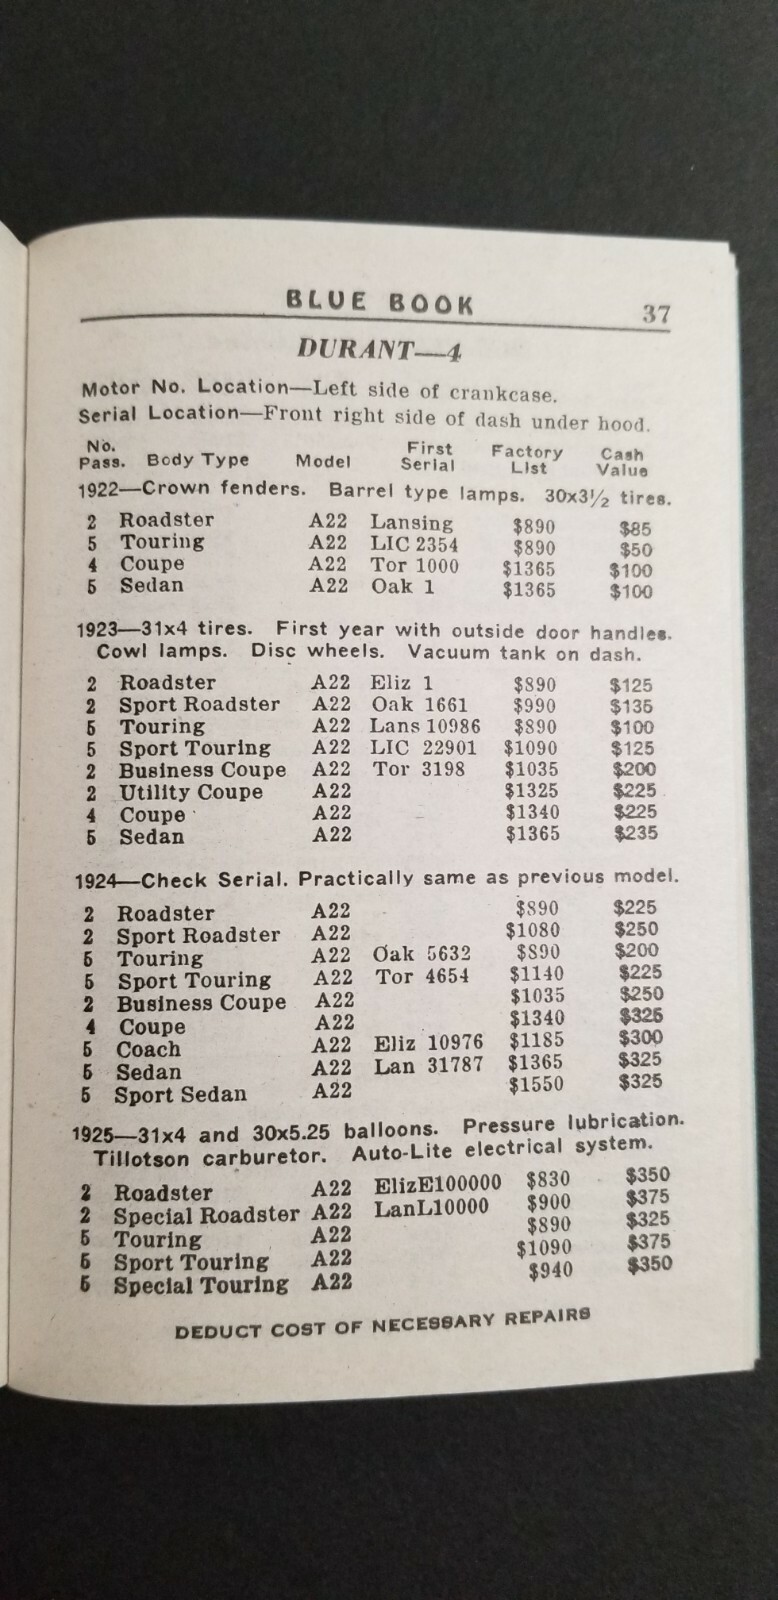 BLUE BOOK 37
DURANT—4
Motor No. Location—Left side of crankcase.
Serial Location—Front right side of dash under hood.
No. Pass. Body Type Model First Serial Factory List Cash Value
1922—Crown fenders. Barrel type lamps. 30x3½ tires.
2 Roadster A22 Lansing $890 $85
5 Touring A22 LIC 2354 $890 $50
4 Coupe A22 Tor 1000 $1365 $100
5 Sedan A22 Oak 1 $1365 $100
1923—31x4 tires. First year with outside door handles.
Cowl lamps. Disc wheels. Vacuum tank on dash.
2 Roadster A22 Eliz 1 $890 $125
2 Sport Roadster A22 Oak 1661 $990 $135
5 Touring A22 Lans 10986 $890 $100
5 Sport Touring A22 LIC 22901 $1090 $125
2 Business Coupe A22 Tor 3198 $1035 $200
2 Utility Coupe A22 $1325 $225
4 Coupe A22 $1340 $225
5 Sedan A22 $1365 $235
1924—Check Serial. Practically same as previous model.
2 Roadster A22 $890 $225
2 Sport Roadster A22 $1080 $250
5 Touring A22 Oak 5632 $890 $200
5 Sport Touring A22 Tor 4654 $1140 $225
2 Business Coupe A22 $1035 $250
4 Coupe A22 $1340 $325
5 Coach A22 Eliz 10976 $1185 $300
5 Sedan A22 Lan 31787 $1365 $325
5 Sport Sedan A22 $1550 $325
1925—31x4 and 30x5.25 balloons. Pressure lubrication.
Tillotson carburetor. Auto-Lite electrical system.
2 Roadster A22 ElizE100000 $830 $350
2 Special Roadster A22 LanL10000 $900 $375
5 Touring A22 $890 $325
5 Sport Touring A22 $1090 $375
5 Special Touring A22 $940 $350
DEDUCT COST OF NECESSARY REPAIRS